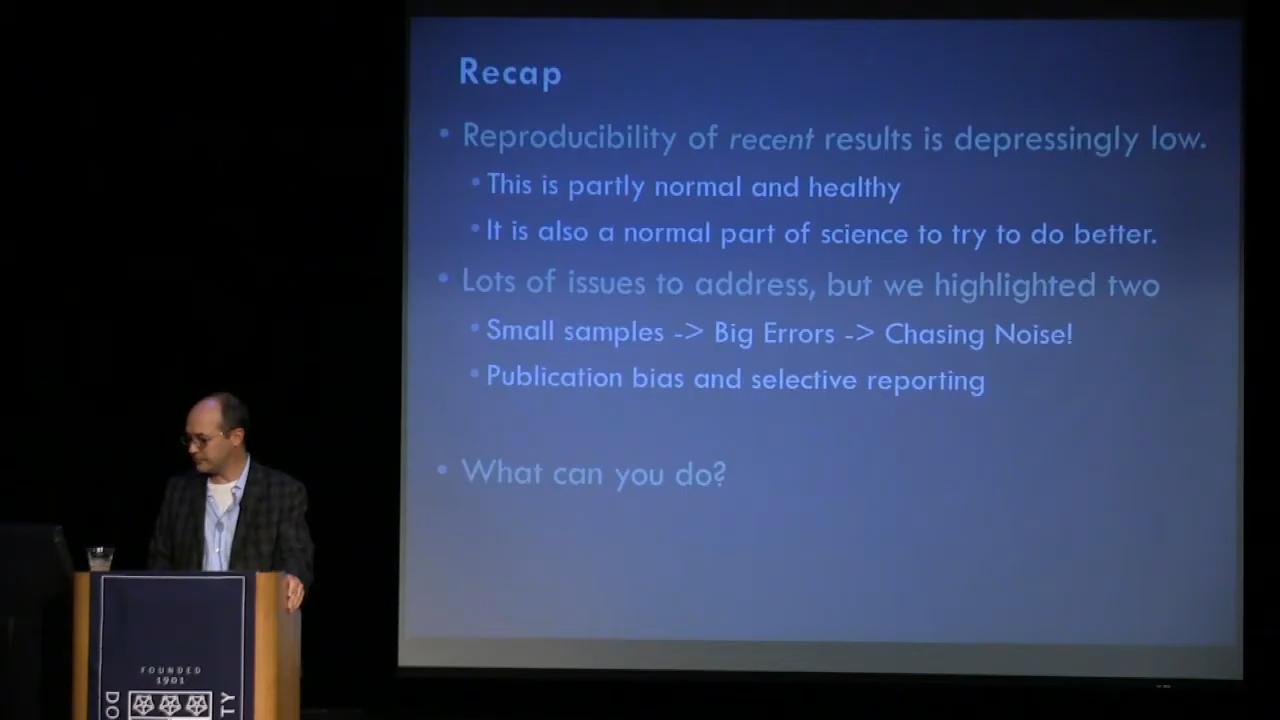 Recap
• Reproducibility of recent results is depressingly low.
• This is partly normal and healthy
• It is also a normal part of science to try to do better.
• Lots of issues to address, but we highlighted two
• Small samples -> Big Errors -> Chasing Noise!
• Publication bias and selective reporting
• What can you do?
FOUNDED
1901
DO
TY